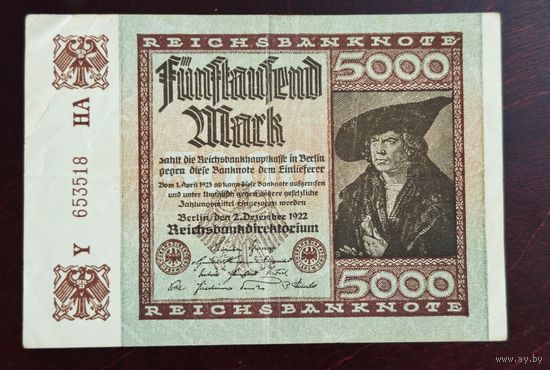 REICHSBANKNOTE
5000
Fünftausend
Mark
zahlt die Reichsbankhauptkasse in Berlin
gegen diese Banknote dem Einlieferer
Vom 1. April 1923 ab kann diese Banknote aufgerufen
und unter Umtausch gegen andere gesetzliche
Zahlungsmittel eingezogen werden
Berlin, den 2. Dezember 1922
Reichsbankdirektorium
5000
REICHSBANKNOTE
Y 653518 HA
www.ay.by